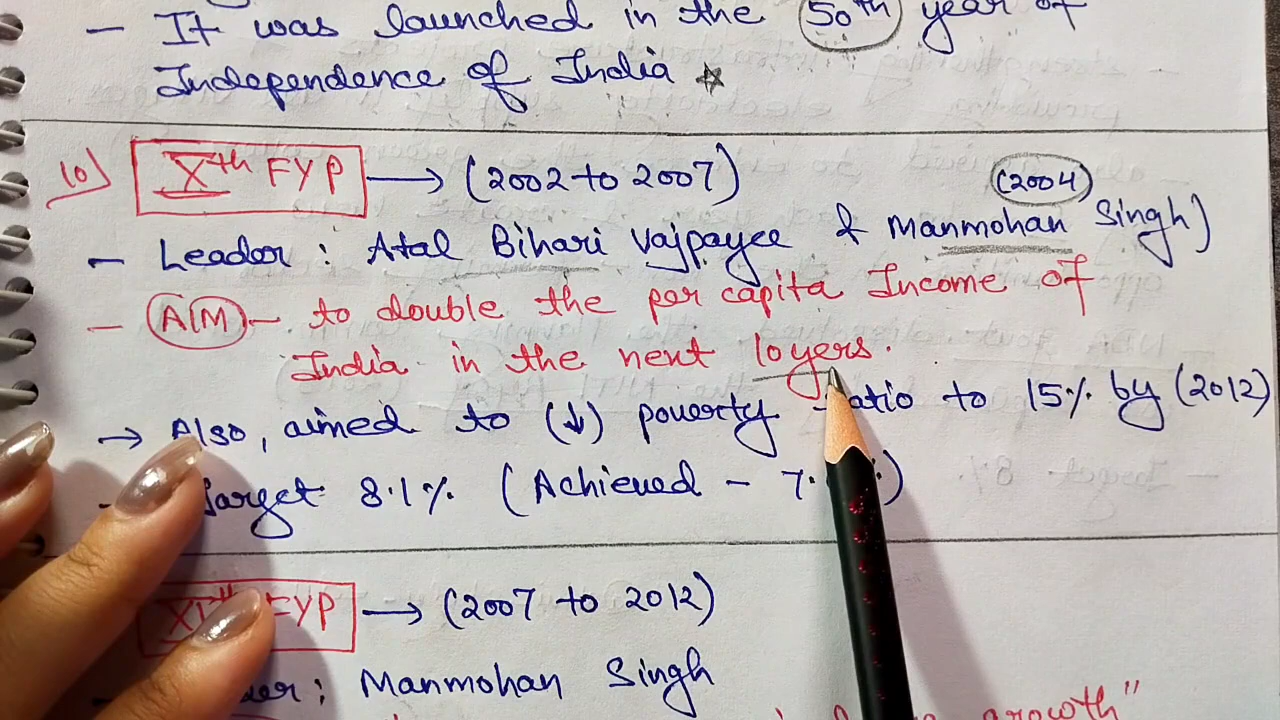 - It was launched in the 50th year of
Independence of India ☆
10) Xth FYP → (2002 to 2007)
(2004)
- Leader : Atal Bihari Vajpayee & Manmohan Singh)
- AIM - to double the per capita Income of
India in the next 10yers.
→ Also, aimed to (↓) poverty ratio to 15% by (2012)
- Target 8.1% (Achieved - 7. )
XIth FYP → (2007 to 2012)
: Manmohan Singh
growth"